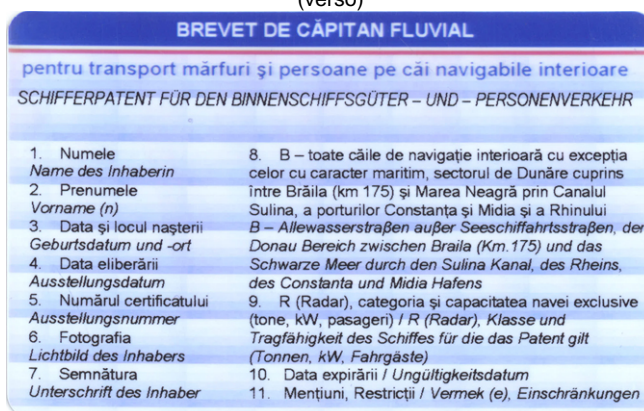 (verso)
BREVET DE CĂPITAN FLUVIAL
pentru transport mărfuri şi persoane pe căi navigabile interioare
SCHIFFERPATENT FÜR DEN BINNENSCHIFFSGÜTER – UND – PERSONENVERKEHR
1. Numele
Name des Inhaberin
2. Prenumele
Vorname (n)
3. Data şi locul naşterii
Geburtsdatum und -ort
4. Data eliberării
Ausstellungsdatum
5. Numărul certificatului
Ausstellungsnummer
6. Fotografia
Lichtbild des Inhabers
7. Semnătura
Unterschrift des Inhaber
8. B – toate căile de navigaţie interioară cu excepţia
celor cu caracter maritim, sectorul de Dunăre cuprins
între Brăila (km 175) şi Marea Neagră prin Canalul
Sulina, a porturilor Constanţa şi Midia şi a Rhinului
B – Allewasserstraßen außer Seeschiffahrtsstraßen, der
Donau Bereich zwischen Braila (Km.175) und das
Schwarze Meer durch den Sulina Kanal, des Rheins,
des Constanta und Midia Hafens
9. R (Radar), categoria şi capacitatea navei exclusive
(tone, kW, pasageri) / R (Radar), Klasse und
Tragfähigkeit des Schiffes für die das Patent gilt
(Tonnen, kW, Fahrgäste)
10. Data expirării / Ungültigkeitsdatum
11. Menţiuni, Restricţii / Vermek (e), Einschränkungen